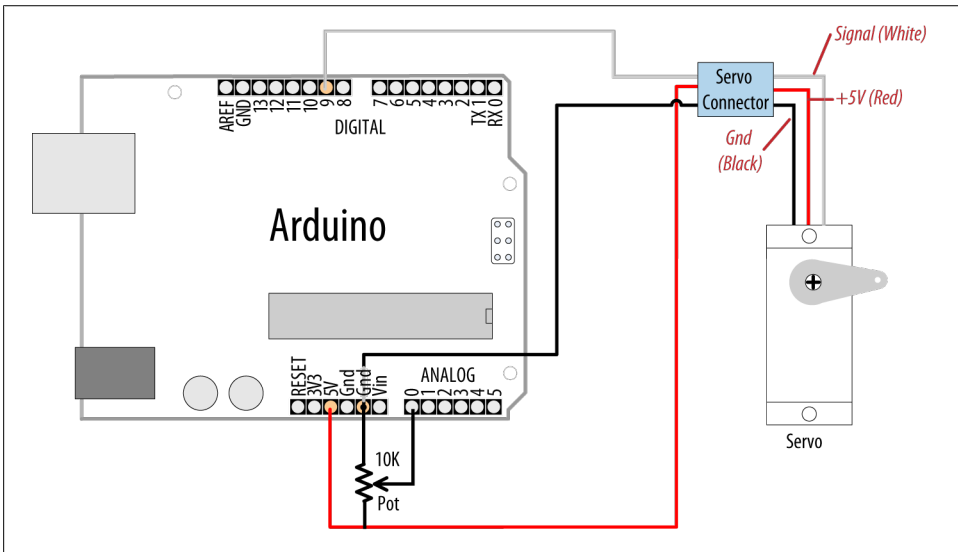 Signal (White)
Servo
Connector
+5V (Red)
Gnd
(Black)
AREF
GND
13
12
11
10
9
8
7
6
5
4
3
2
TX 1
RX 0
DIGITAL
Arduino
RESET
3V3
5V
Gnd
Gnd
Vin
ANALOG
0
1
2
3
4
5
Servo
10K
Pot